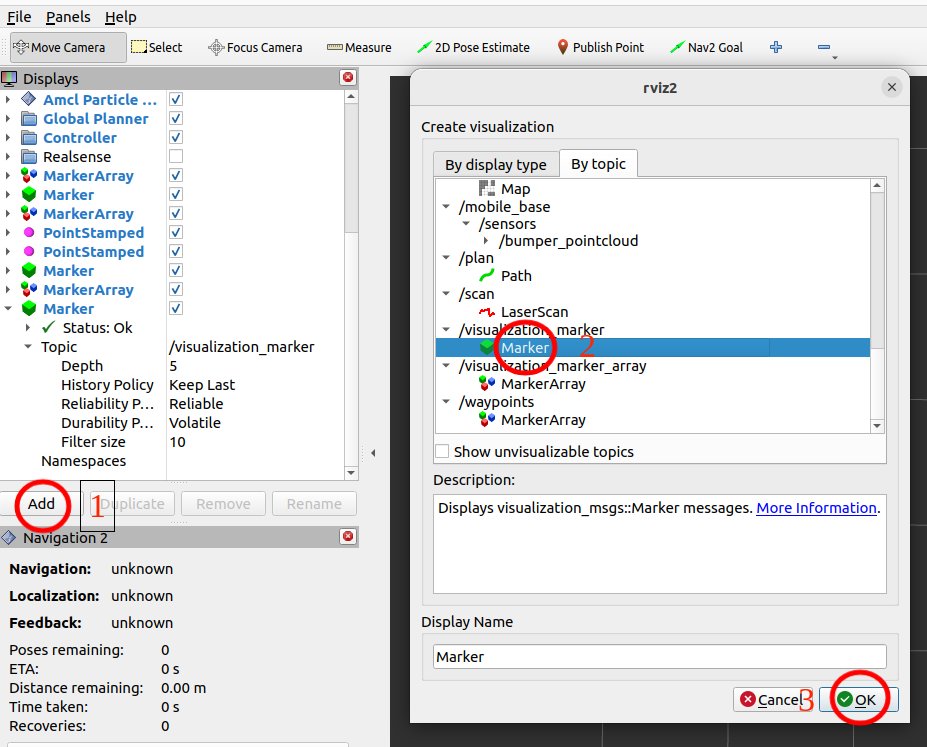 File Panels Help
Move Camera Select Focus Camera Measure 2D Pose Estimate Publish Point Nav2 Goal
Displays
Amcl Particle ...
Global Planner
Controller
Realsense
MarkerArray
Marker
MarkerArray
PointStamped
PointStamped
Marker
MarkerArray
Marker
Status: Ok
Topic /visualization_marker
Depth 5
History Policy Keep Last
Reliability P... Reliable
Durability P... Volatile
Filter size 10
Namespaces
Add 1 Duplicate Remove Rename
Navigation 2
Navigation: unknown
Localization: unknown
Feedback: unknown
Poses remaining: 0
ETA: 0 s
Distance remaining: 0.00 m
Time taken: 0 s
Recoveries: 0
rviz2
Create visualization
By display type By topic
Map
/mobile_base
/sensors
/bumper_pointcloud
/plan
Path
/scan
LaserScan
/visualization_marker
Marker 2
/visualization_marker_array
MarkerArray
/waypoints
MarkerArray
Show unvisualizable topics
Description:
Displays visualization_msgs::Marker messages. More Information.
Display Name
Marker
Cancel 3 OK